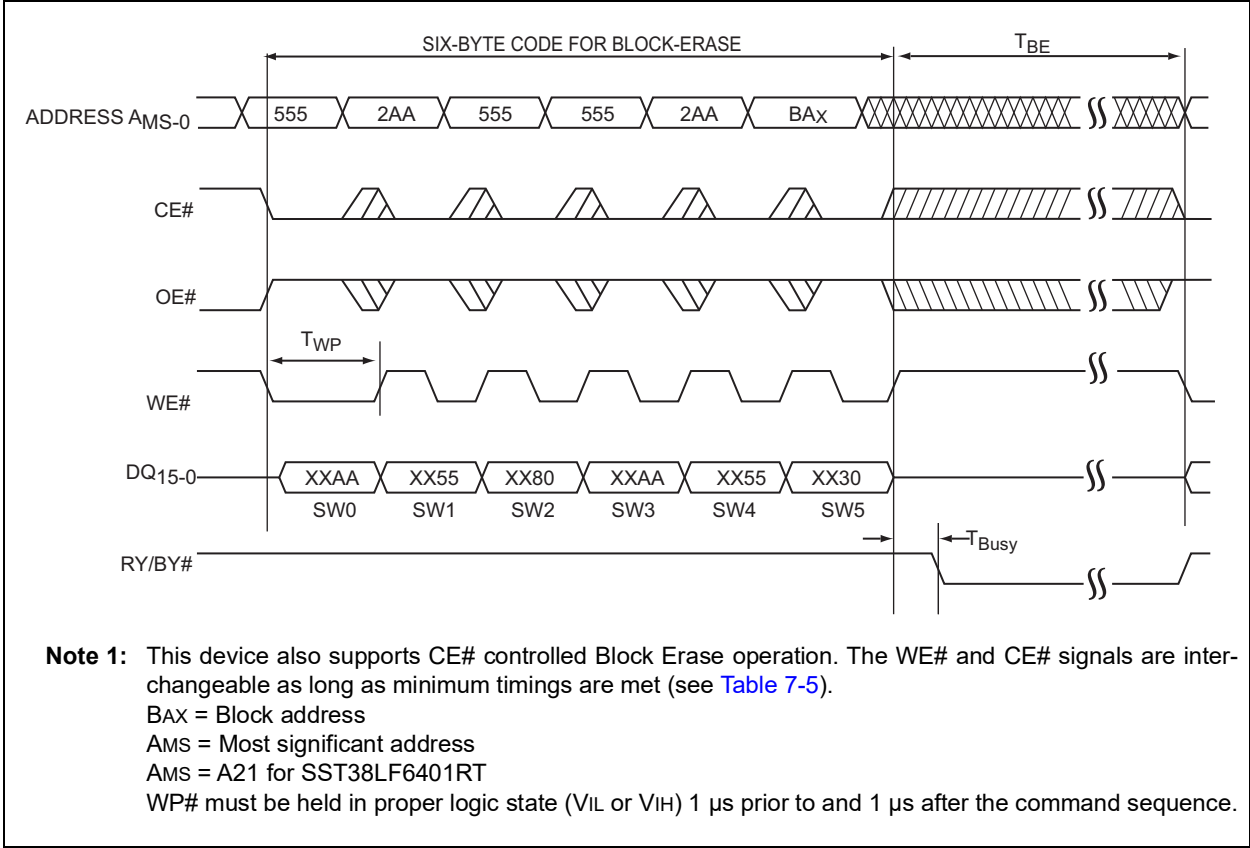 SIX-BYTE CODE FOR BLOCK-ERASE
TBE
ADDRESS AMS-0
555 2AA 555 555 2AA BAX
CE#
OE#
TWP
WE#
DQ15-0
XXAA XX55 XX80 XXAA XX55 XX30
SW0 SW1 SW2 SW3 SW4 SW5
TBusy
RY/BY#
Note 1: This device also supports CE# controlled Block Erase operation. The WE# and CE# signals are inter-
changeable as long as minimum timings are met (see Table 7-5).
BAX = Block address
AMS = Most significant address
AMS = A21 for SST38LF6401RT
WP# must be held in proper logic state (VIL or VIH) 1 µs prior to and 1 µs after the command sequence.